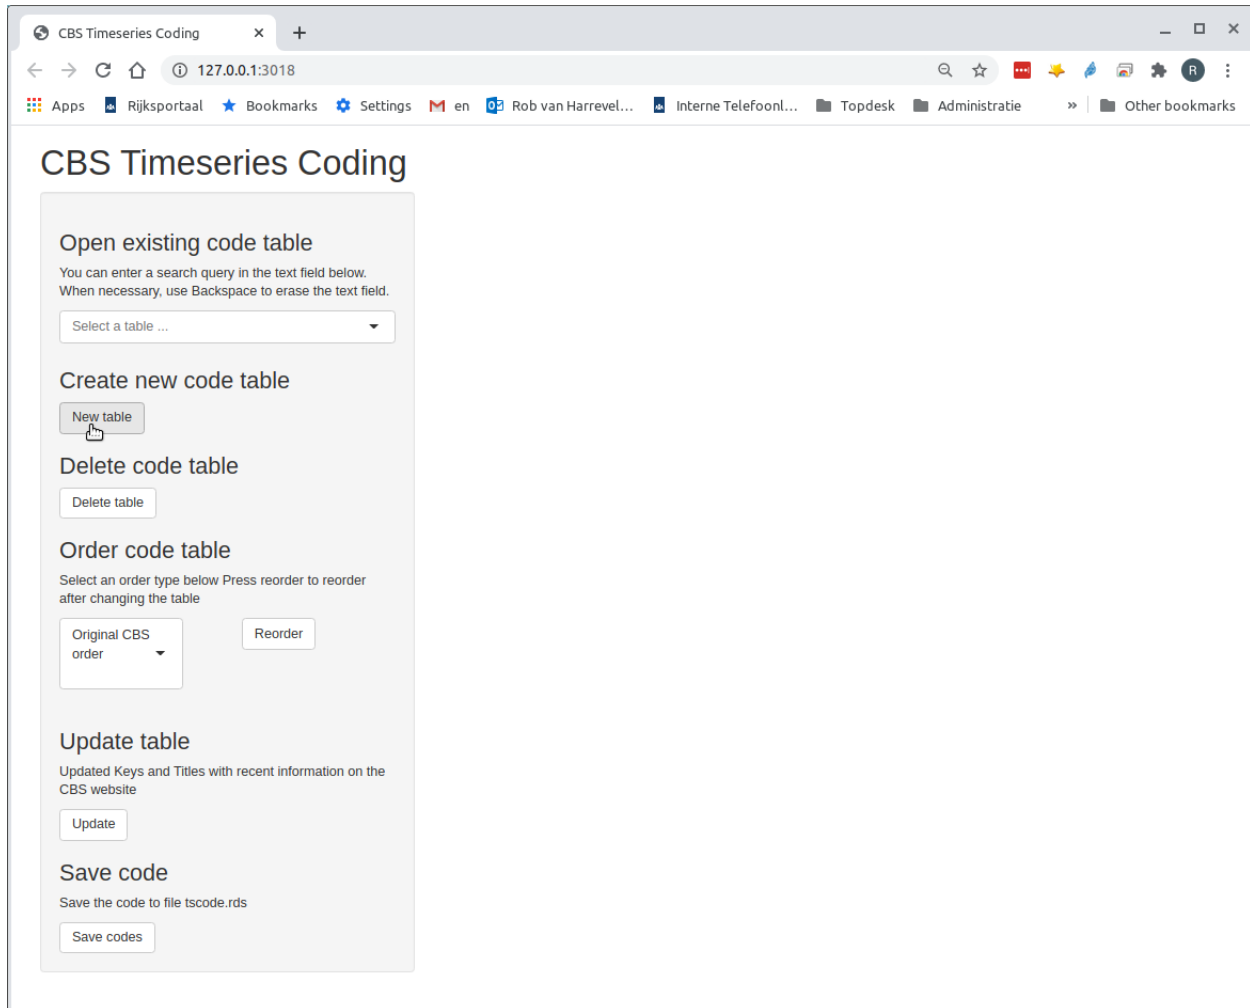 CBS Timeseries Coding
127.0.0.1:3018
R
Apps Rijksportaal Bookmarks Settings en Rob van Harrevel... Interne Telefoonl... Topdesk Administratie » Other bookmarks
CBS Timeseries Coding
Open existing code table
You can enter a search query in the text field below.
When necessary, use Backspace to erase the text field.
Select a table ...
Create new code table
New table
Delete code table
Delete table
Order code table
Select an order type below Press reorder to reorder
after changing the table
Original CBS
order
Reorder
Update table
Updated Keys and Titles with recent information on the
CBS website
Update
Save code
Save the code to file tscode.rds
Save codes